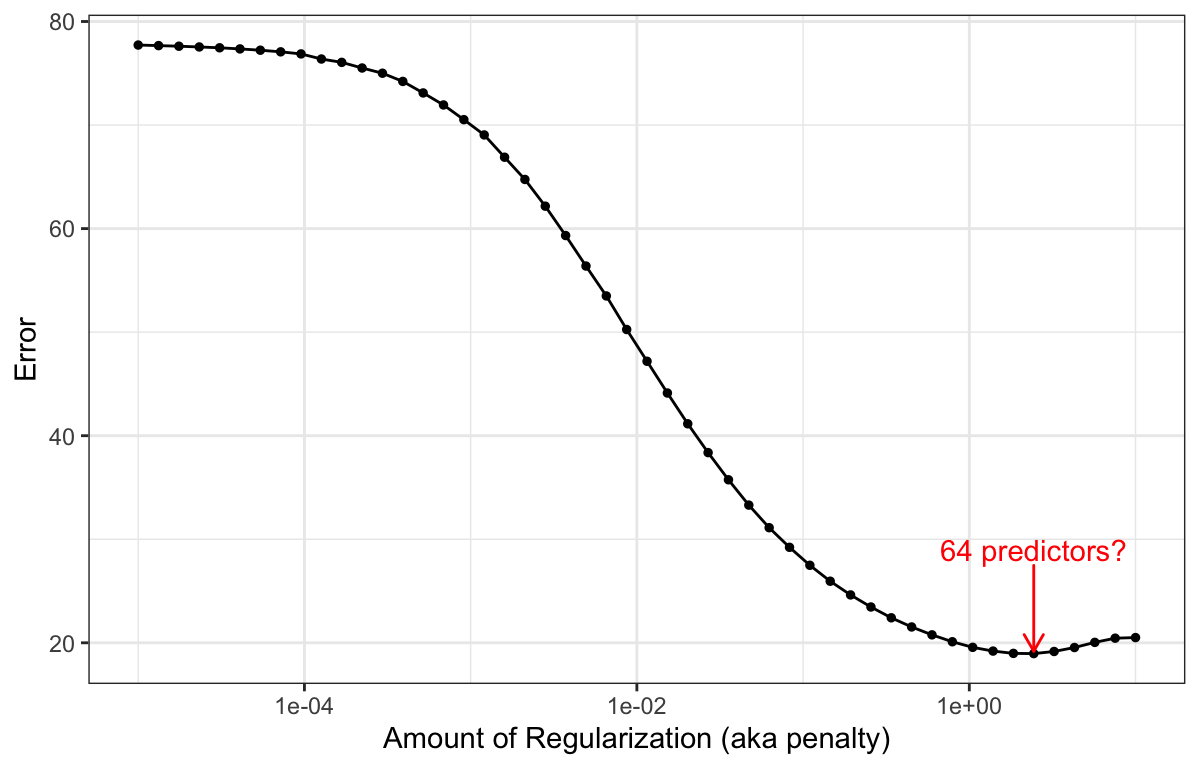 80
60
40
20
Error
64 predictors?
1e-04
1e-02
1e+00
Amount of Regularization (aka penalty)